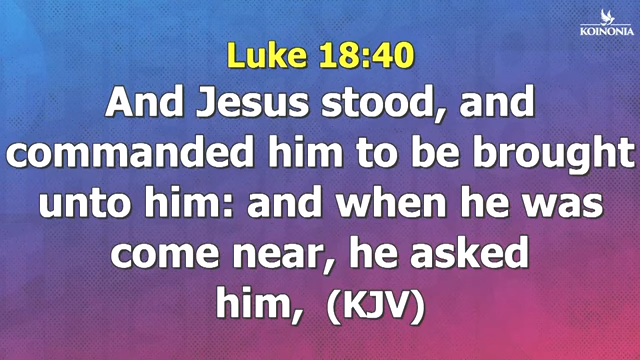 KOINONIA
Luke 18:40
And Jesus stood, and
commanded him to be brought
unto him: and when he was
come near, he asked
him, (KJV)